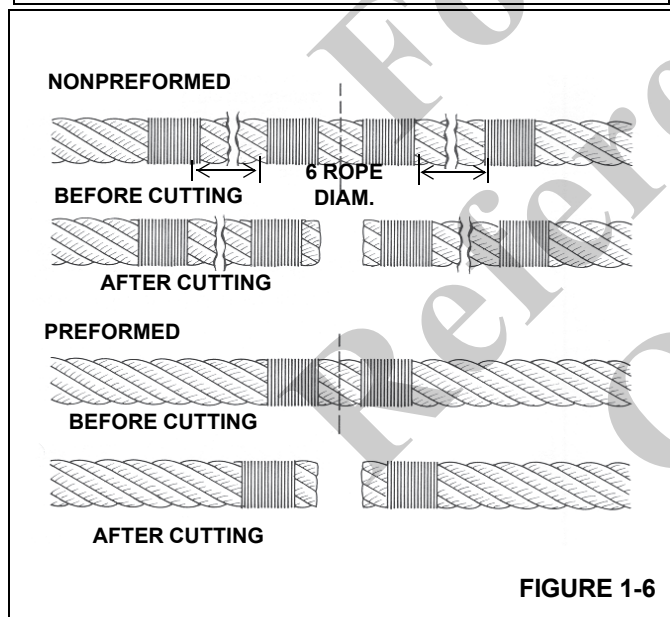 NONPREFORMED
6 ROPE
DIAM.
BEFORE CUTTING
AFTER CUTTING
PREFORMED
BEFORE CUTTING
AFTER CUTTING
FIGURE 1-6